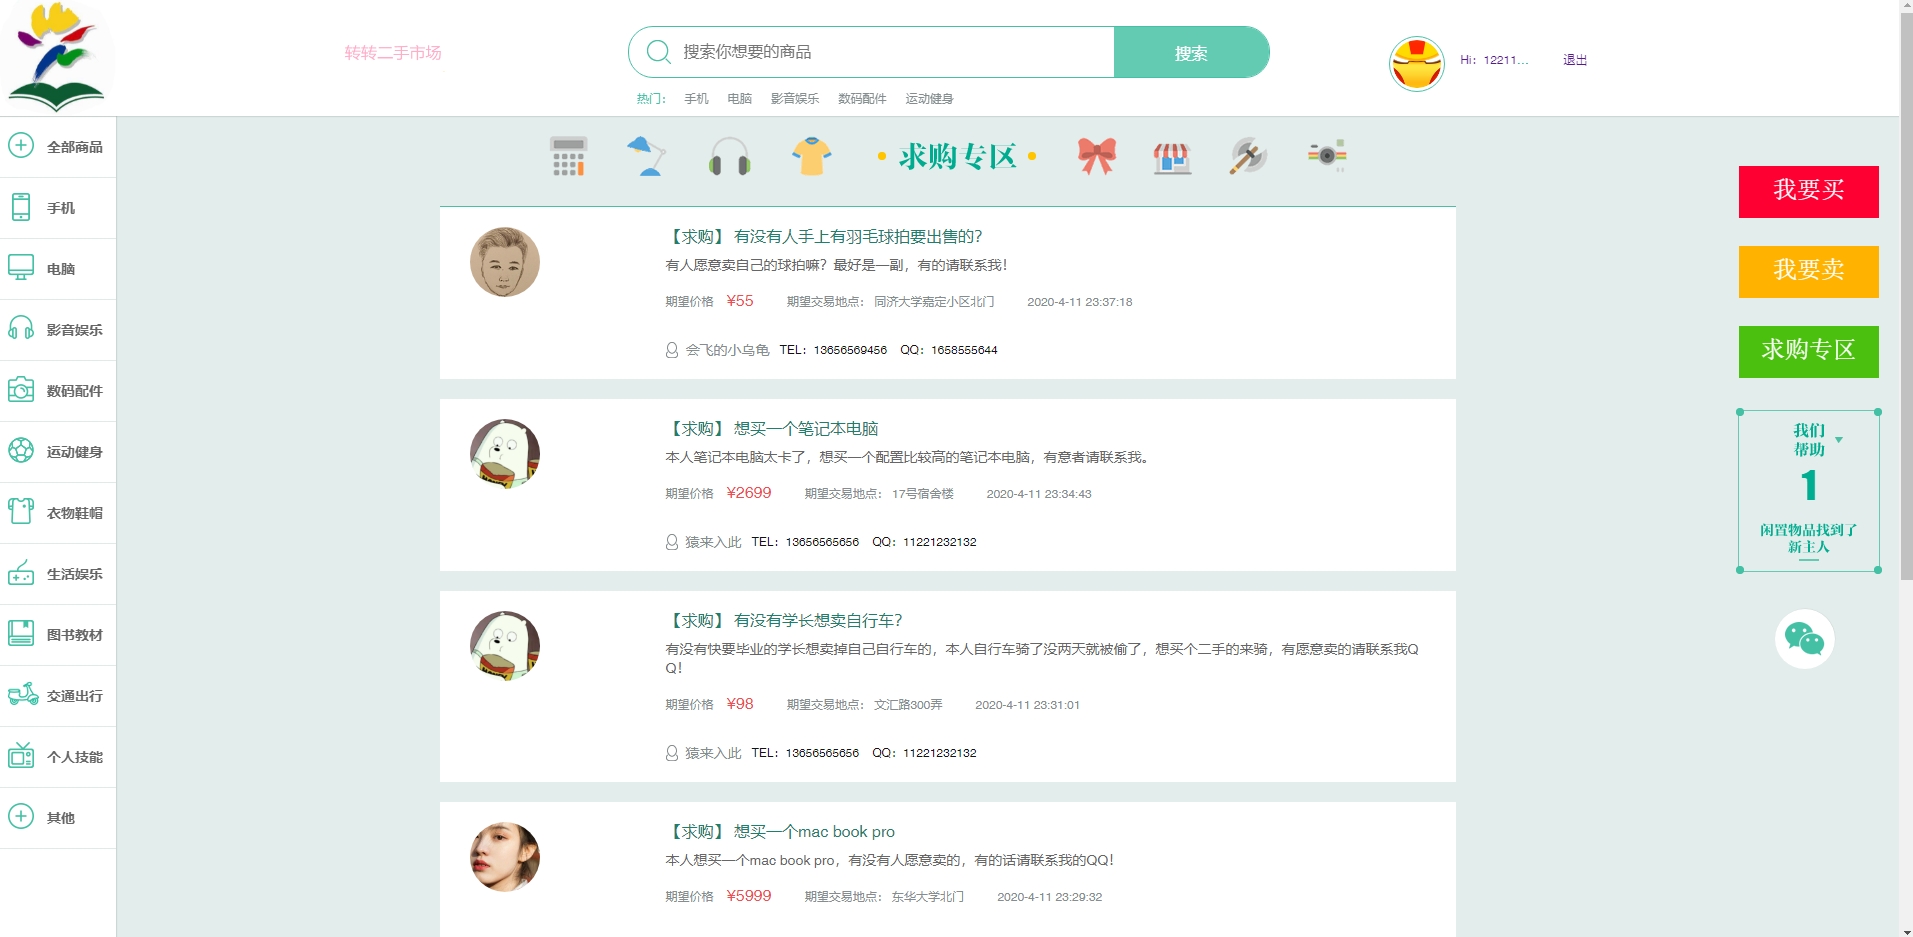 转转二手市场
搜索你想要的商品
搜索
Hi：12211...
退出
热门： 手机 电脑 影音娱乐 数码配件 运动健身
全部商品
手机
电脑
影音娱乐
数码配件
运动健身
衣物鞋帽
生活娱乐
图书教材
交通出行
个人技能
其他
求购专区
【求购】 有没有人手上有羽毛球拍要出售的？
有人愿意卖自己的球拍嘛？最好是一副，有的请联系我！
期望价格 ¥55 期望交易地点： 同济大学嘉定小区北门 2020-4-11 23:37:18
会飞的小乌龟 TEL：13656569456 QQ：1658555644
【求购】 想买一个笔记本电脑
本人笔记本电脑太卡了，想买一个配置比较高的笔记本电脑，有意者请联系我。
期望价格 ¥2699 期望交易地点： 17号宿舍楼 2020-4-11 23:34:43
猿来入此 TEL：13656565656 QQ：11221232132
【求购】 有没有学长想卖自行车？
有没有快要毕业的学长想卖掉自己自行车的，本人自行车骑了没两天就被偷了，想买个二手的来骑，有愿意卖的请联系我Q
Q！
期望价格 ¥98 期望交易地点： 文汇路300弄 2020-4-11 23:31:01
猿来入此 TEL：13656565656 QQ：11221232132
【求购】 想买一个mac book pro
本人想买一个mac book pro，有没有人愿意卖的，有的话请联系我的QQ！
期望价格 ¥5999 期望交易地点： 东华大学北门 2020-4-11 23:29:32
我要买
我要卖
求购专区
我们
帮助
1
闲置物品找到了
新主人